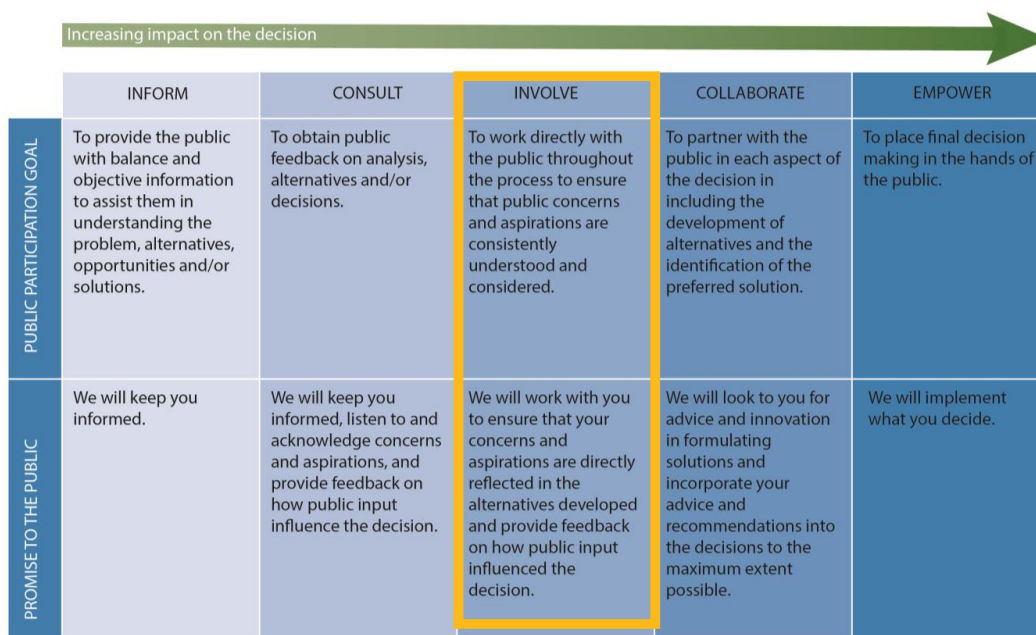 Increasing impact on the decision
INFORM
CONSULT
INVOLVE
COLLABORATE
EMPOWER
PUBLIC PARTICIPATION GOAL
To provide the public
with balance and
objective information
to assist them in
understanding the
problem, alternatives,
opportunities and/or
solutions.
To obtain public
feedback on analysis,
alternatives and/or
decisions.
To work directly with
the public throughout
the process to ensure
that public concerns
and aspirations are
consistently
understood and
considered.
To partner with the
public in each aspect of
the decision in
including the
development of
alternatives and the
identification of the
preferred solution.
To place final decision
making in the hands of
the public.
PROMISE TO THE PUBLIC
We will keep you
informed.
We will keep you
informed, listen to and
acknowledge concerns
and aspirations, and
provide feedback on
how public input
influence the decision.
We will work with you
to ensure that your
concerns and
aspirations are directly
reflected in the
alternatives developed
and provide feedback
on how public input
influenced the
decision.
We will look to you for
advice and innovation
in formulating
solutions and
incorporate your
advice and
recommendations into
the decisions to the
maximum extent
possible.
We will implement
what you decide.